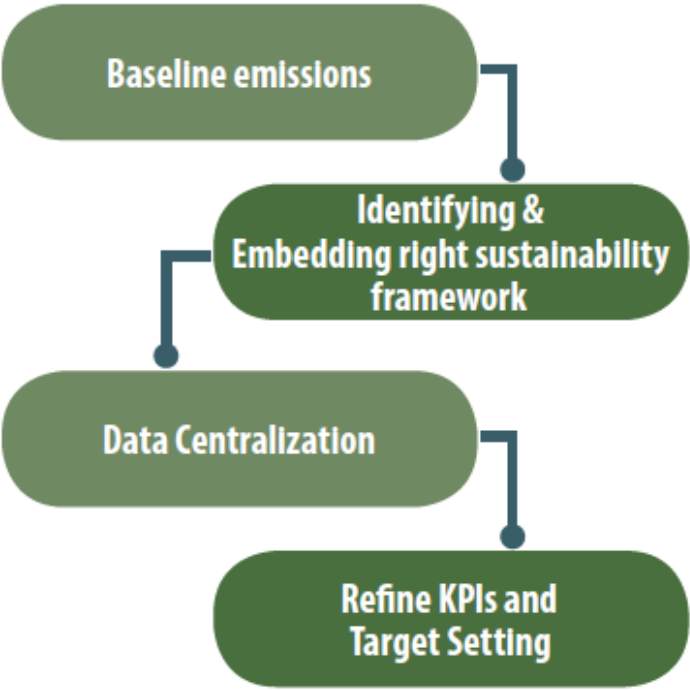 Baseline emissions
Identifying &
Embedding right sustainability
framework
Data Centralization
Refine KPIs and
Target Setting